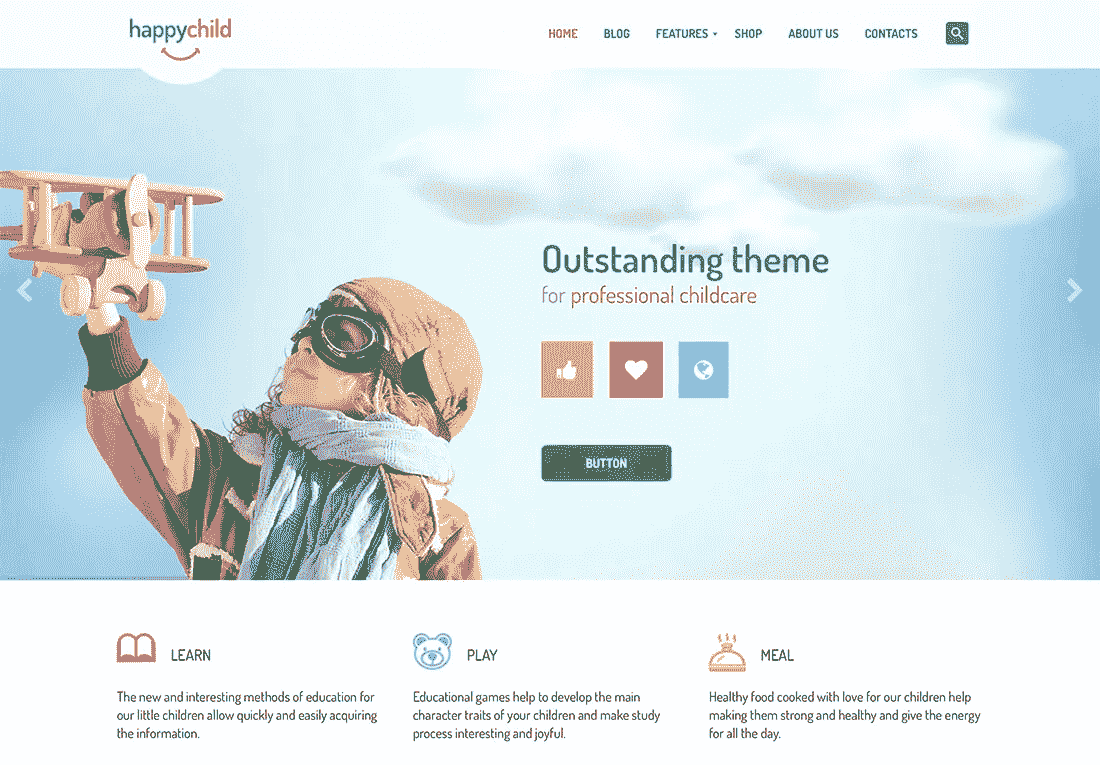 happychild
HOME BLOG FEATURES SHOP ABOUT US CONTACTS
Outstanding theme
for professional childcare
BUTTON
LEARN
The new and interesting methods of education for
our little children allow quickly and easily acquiring
the information.
PLAY
Educational games help to develop the main
character traits of your children and make study
process interesting and joyful.
MEAL
Healthy food cooked with love for our children help
making them strong and healthy and give the energy
for all the day.